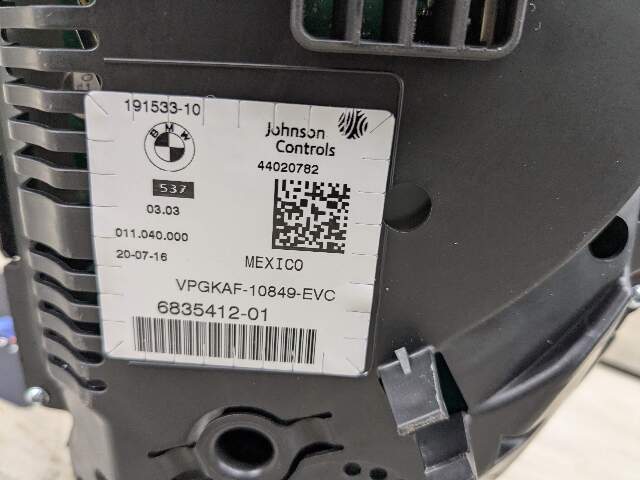 191533-10
BMW
Johnson
Controls
44020782
537
03.03
011.040.000
20-07-16
MEXICO
VPGKAF-10849-EVC
6835412-01